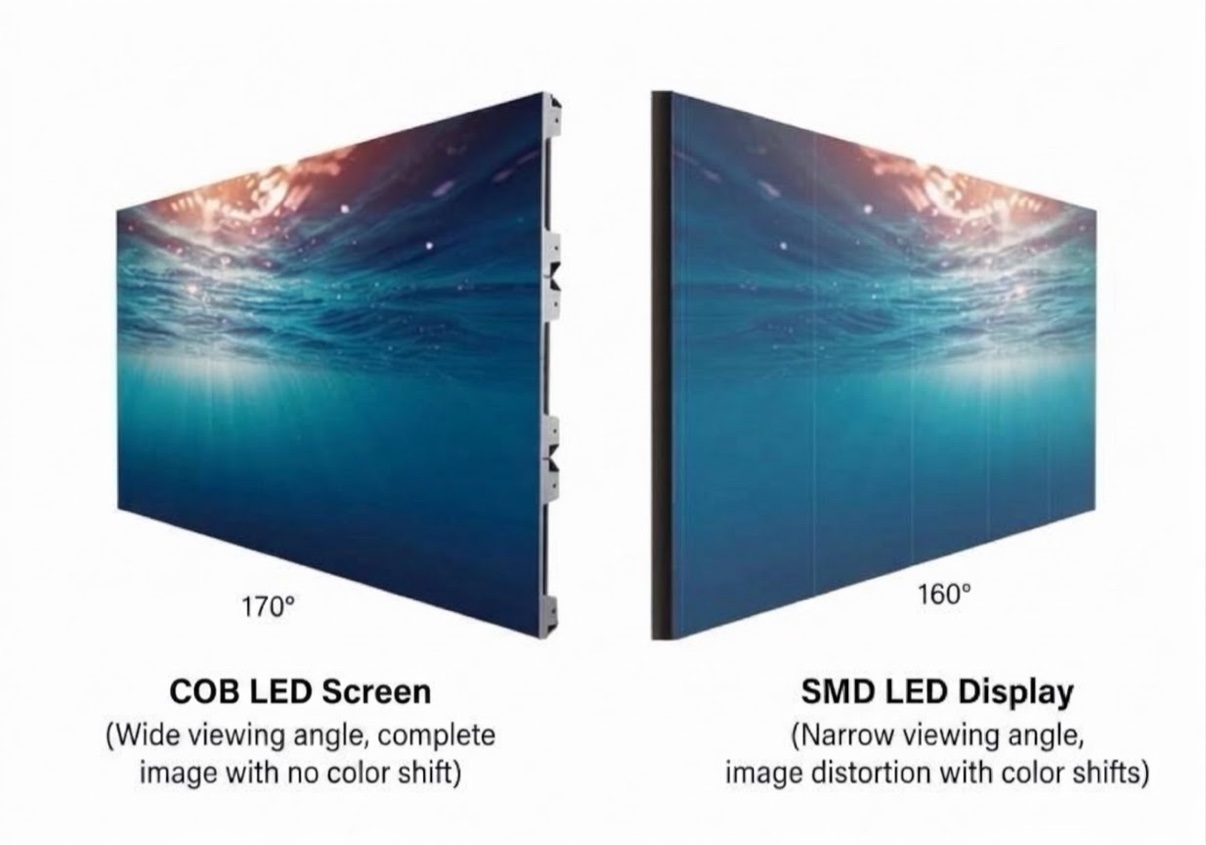 170°
160°
COB LED Screen
(Wide viewing angle, complete
image with no color shift)
SMD LED Display
(Narrow viewing angle,
image distortion with color shifts)